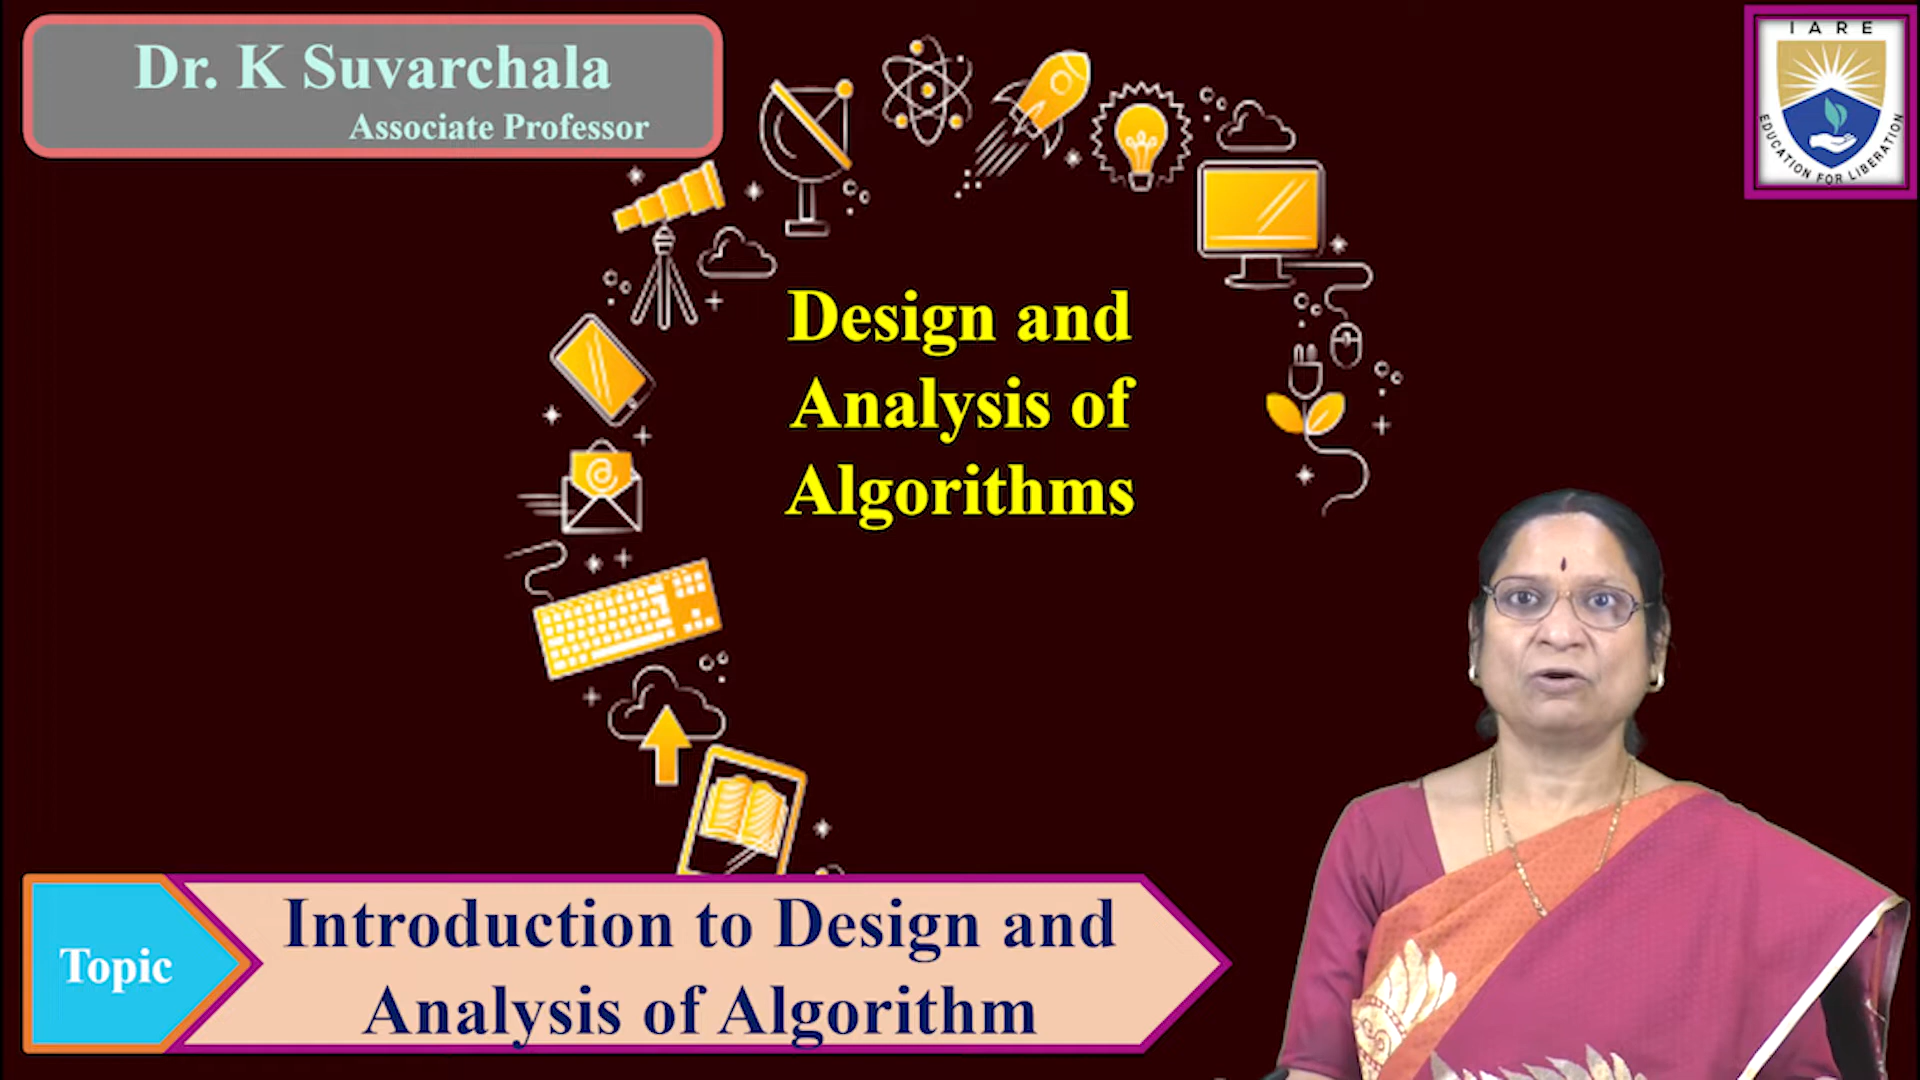 Dr. K Suvarchala
Associate Professor
I A R E
EDUCATION FOR LIBERATION
Design and
Analysis of
Algorithms
@
Topic
Introduction to Design and
Analysis of Algorithm